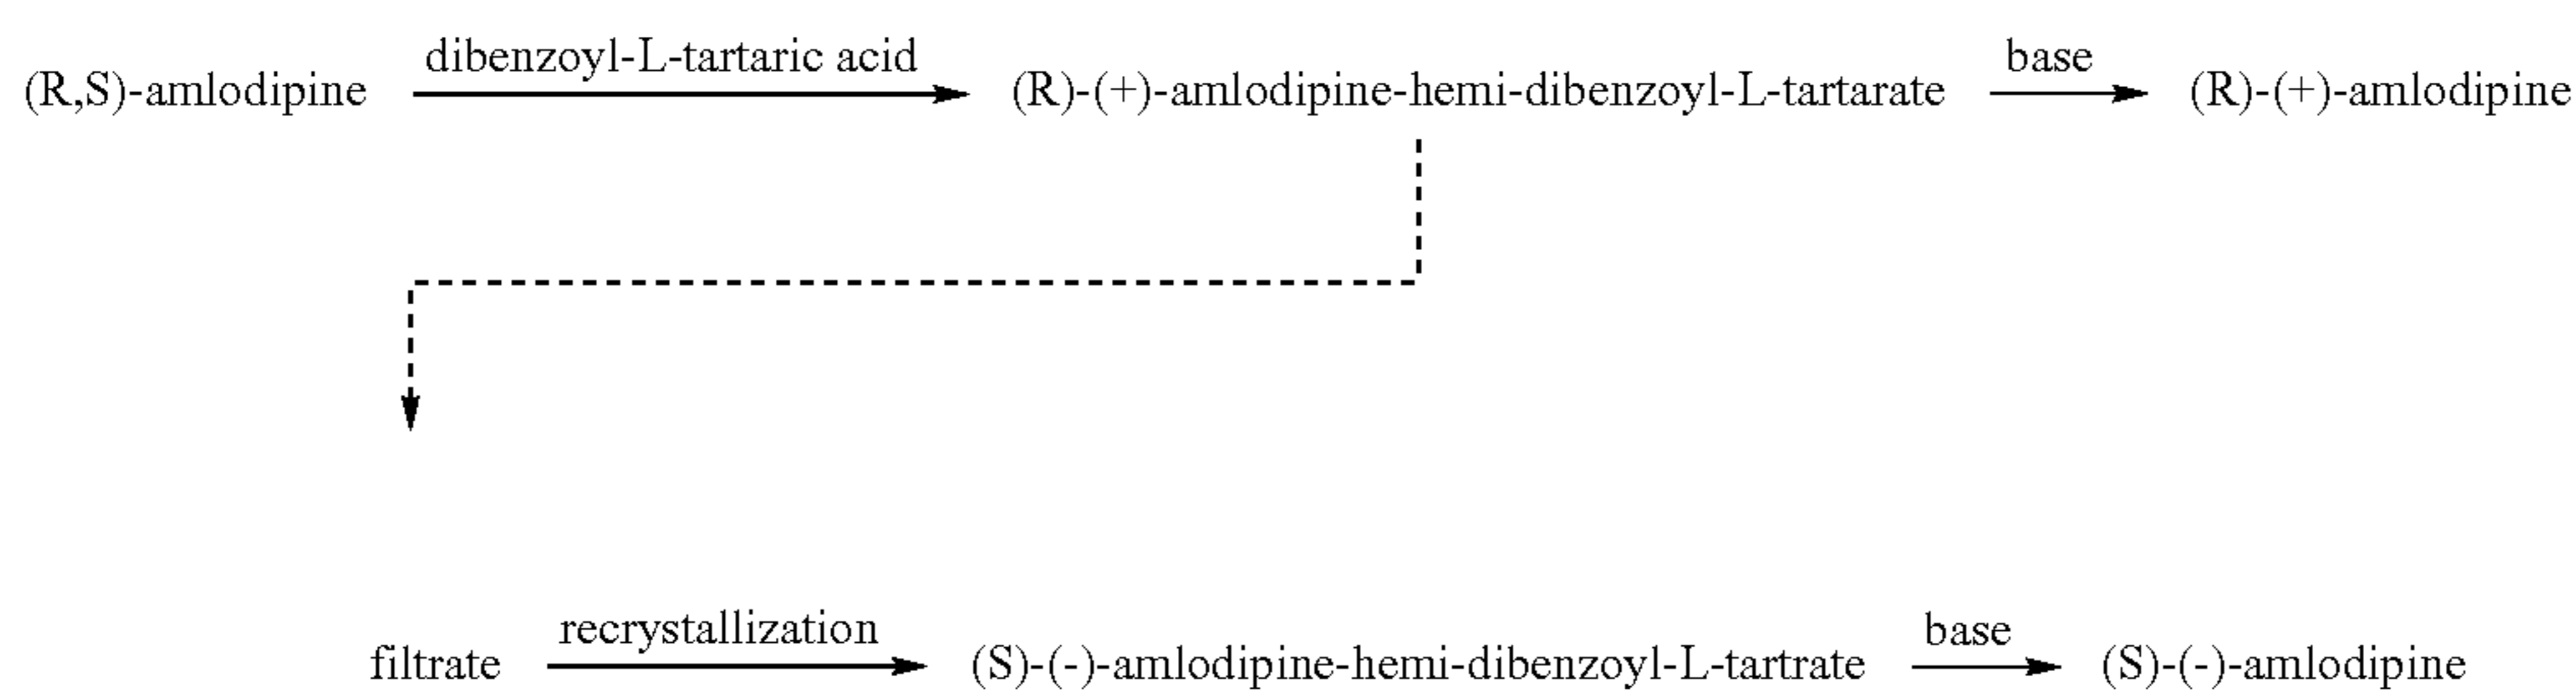 (R,S)-amlodipine dibenzoyl-L-tartaric acid (R)-(+)-amlodipine-hemi-dibenzoyl-L-tartarate base (R)-(+)-amlodipine
filtrate recrystallization (S)-(-)-amlodipine-hemi-dibenzoyl-L-tartrate base (S)-(-)-amlodipine